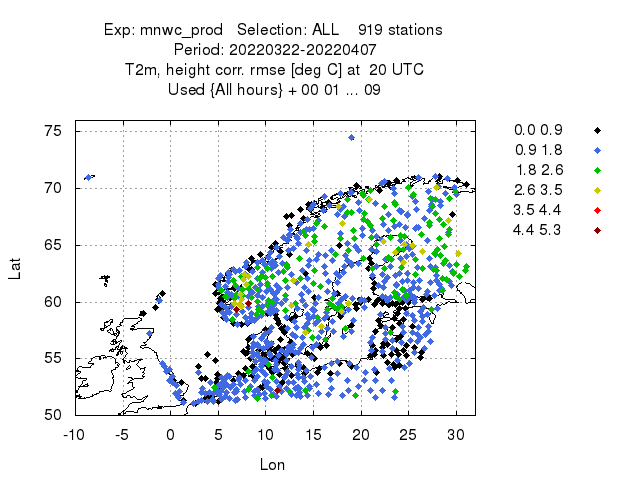 Exp: mnwc_prod Selection: ALL 919 stations
Period: 20220322-20220407
T2m, height corr. rmse [deg C] at 20 UTC
Used {All hours} + 00 01 ... 09
0.0 0.9
0.9 1.8
1.8 2.6
2.6 3.5
3.5 4.4
4.4 5.3
75
70
65
60
55
50
Lat
-10 -5 0 5 10 15 20 25 30
Lon